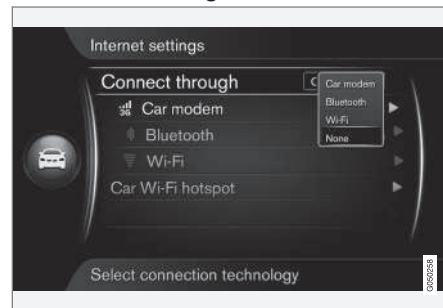 Internet settings
Connect through
C
Car modem
Bluetooth
Wi-Fi
None
3G Car modem
Bluetooth
Wi-Fi
Car Wi-Fi hotspot
Select connection technology
G050258